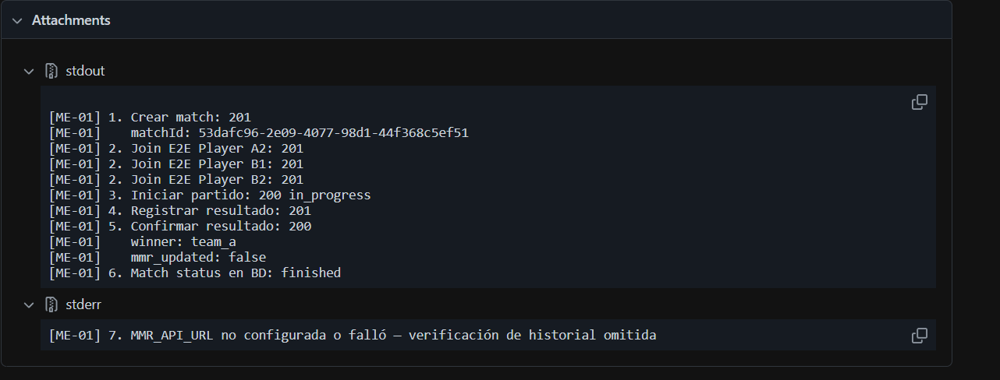 Attachments
stdout
[ME-01] 1. Crear match: 201
[ME-01]    matchId: 53dafc96-2e09-4077-98d1-44f368c5ef51
[ME-01] 2. Join E2E Player A2: 201
[ME-01] 2. Join E2E Player B1: 201
[ME-01] 2. Join E2E Player B2: 201
[ME-01] 3. Iniciar partido: 200 in_progress
[ME-01] 4. Registrar resultado: 201
[ME-01] 5. Confirmar resultado: 200
[ME-01]    winner: team_a
[ME-01]    mmr_updated: false
[ME-01] 6. Match status en BD: finished
stderr
[ME-01] 7. MMR_API_URL no configurada o falló — verificación de historial omitida